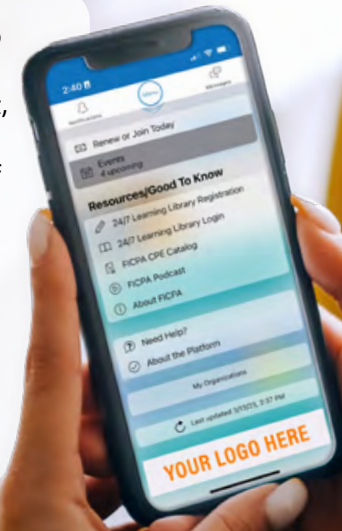 2:40
Notifications
Menu
Messages
Renew or Join Today
Events
4 upcoming
Resources/Good To Know
24/7 Learning Library Registration
24/7 Learning Library Login
FICPA CPE Catalog
FICPA Podcast
About FICPA
Need Help?
About the Platform
My Organizations
YOUR LOGO HERE